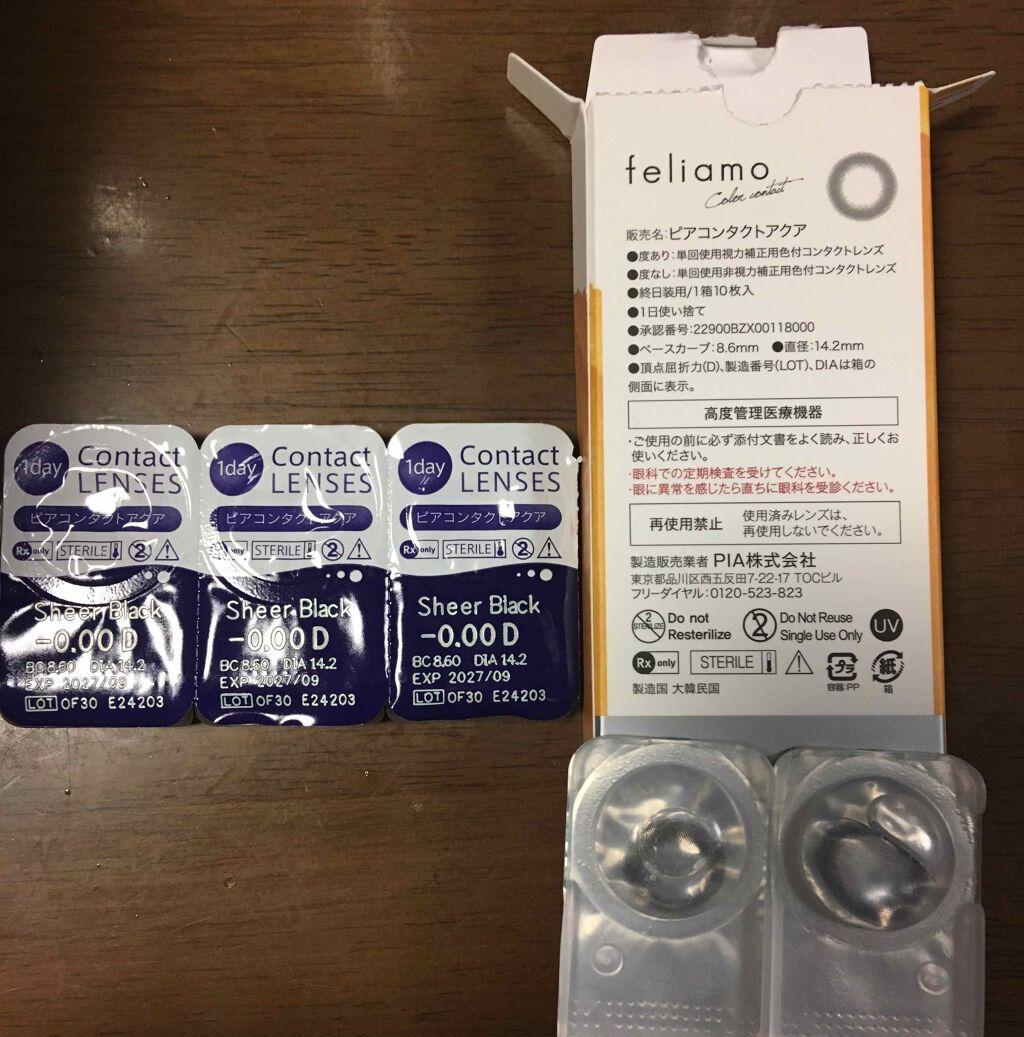 1day Contact LENSES
ピアコンタクトアクア
Rx only STERILE 2
Sheer Black
-0.00 D
BC 8.60 DIA 14.2
EXP 2027/09
LOT OF30 E24203
1day Contact LENSES
ピアコンタクトアクア
only STERILE 2
Sheer Black
-0.00 D
BC 8.60 DIA 14.2
EXP 2027/09
LOT OF30 E24203
1day Contact LENSES
ピアコンタクトアクア
Rx only STERILE 2
Sheer Black
-0.00 D
BC 8.60 DIA 14.2
EXP 2027/09
LOT OF30 E24203
feliamo
Color contact
販売名:ピアコンタクトアクア
●度あり:単回使用視力補正用色付コンタクトレンズ
●度なし:単回使用非視力補正用色付コンタクトレンズ
●終日装用/1箱10枚入
●1日使い捨て
●承認番号:22900BZX00118000
●ベースカーブ:8.6mm ●直径:14.2mm
●頂点屈折力(D)、製造番号(LOT)、DIAは箱の
側面に表示。
高度管理医療機器
・ご使用の前に必ず添付文書をよく読み、正しくお
使いください。
・眼科での定期検査を受けてください。
・眼に異常を感じたら直ちに眼科を受診ください。
再使用禁止 使用済みレンズは、
再使用しないでください。
製造販売業者 PIA株式会社
東京都品川区西五反田7-22-17 TOCビル
フリーダイヤル:0120-523-823
2 STERILIZE Do not Resterilize 2 Do Not Reuse Single Use Only UV
Rx only STERILE プラ 紙
容器:PP 箱
製造国 大韓民国